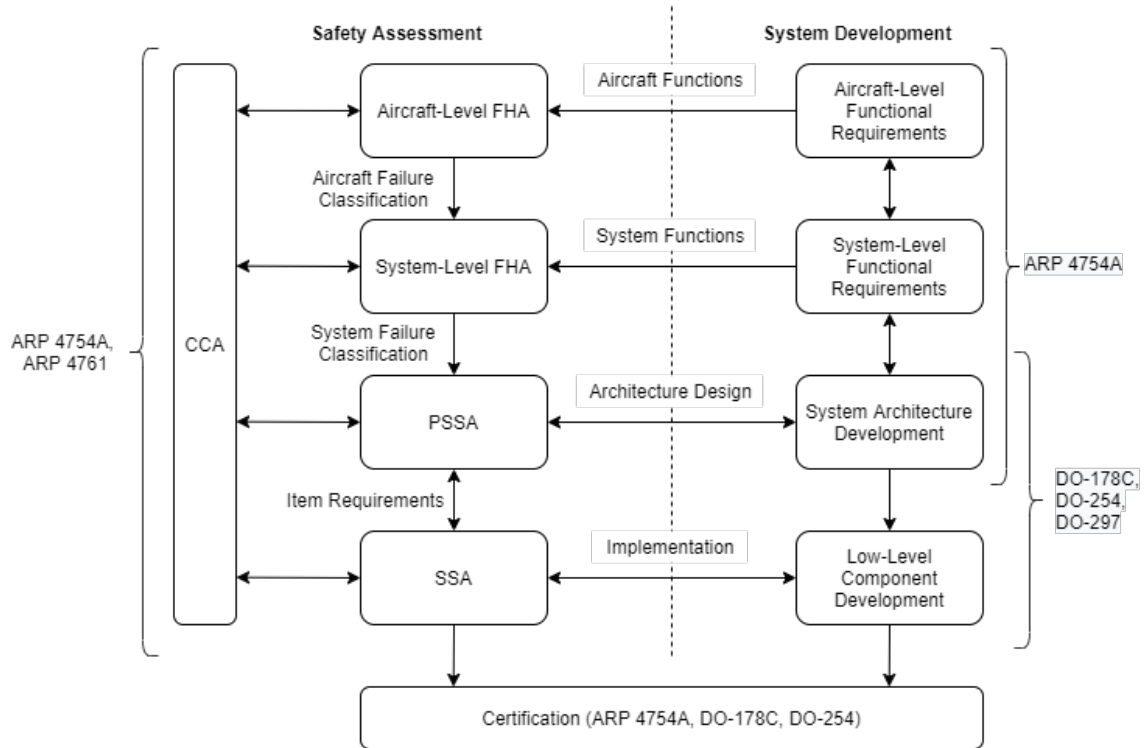 Safety Assessment
System Development
Aircraft-Level FHA
Aircraft Functions
Aircraft-Level
Functional
Requirements
Aircraft Failure
Classification
System-Level FHA
System Functions
System-Level
Functional
Requirements
ARP 4754A
ARP 4754A,
ARP 4761
CCA
System Failure
Classification
PSSA
Architecture Design
System Architecture
Development
Item Requirements
DO-178C,
DO-254,
DO-297
SSA
Implementation
Low-Level
Component
Development
Certification (ARP 4754A, DO-178C, DO-254)